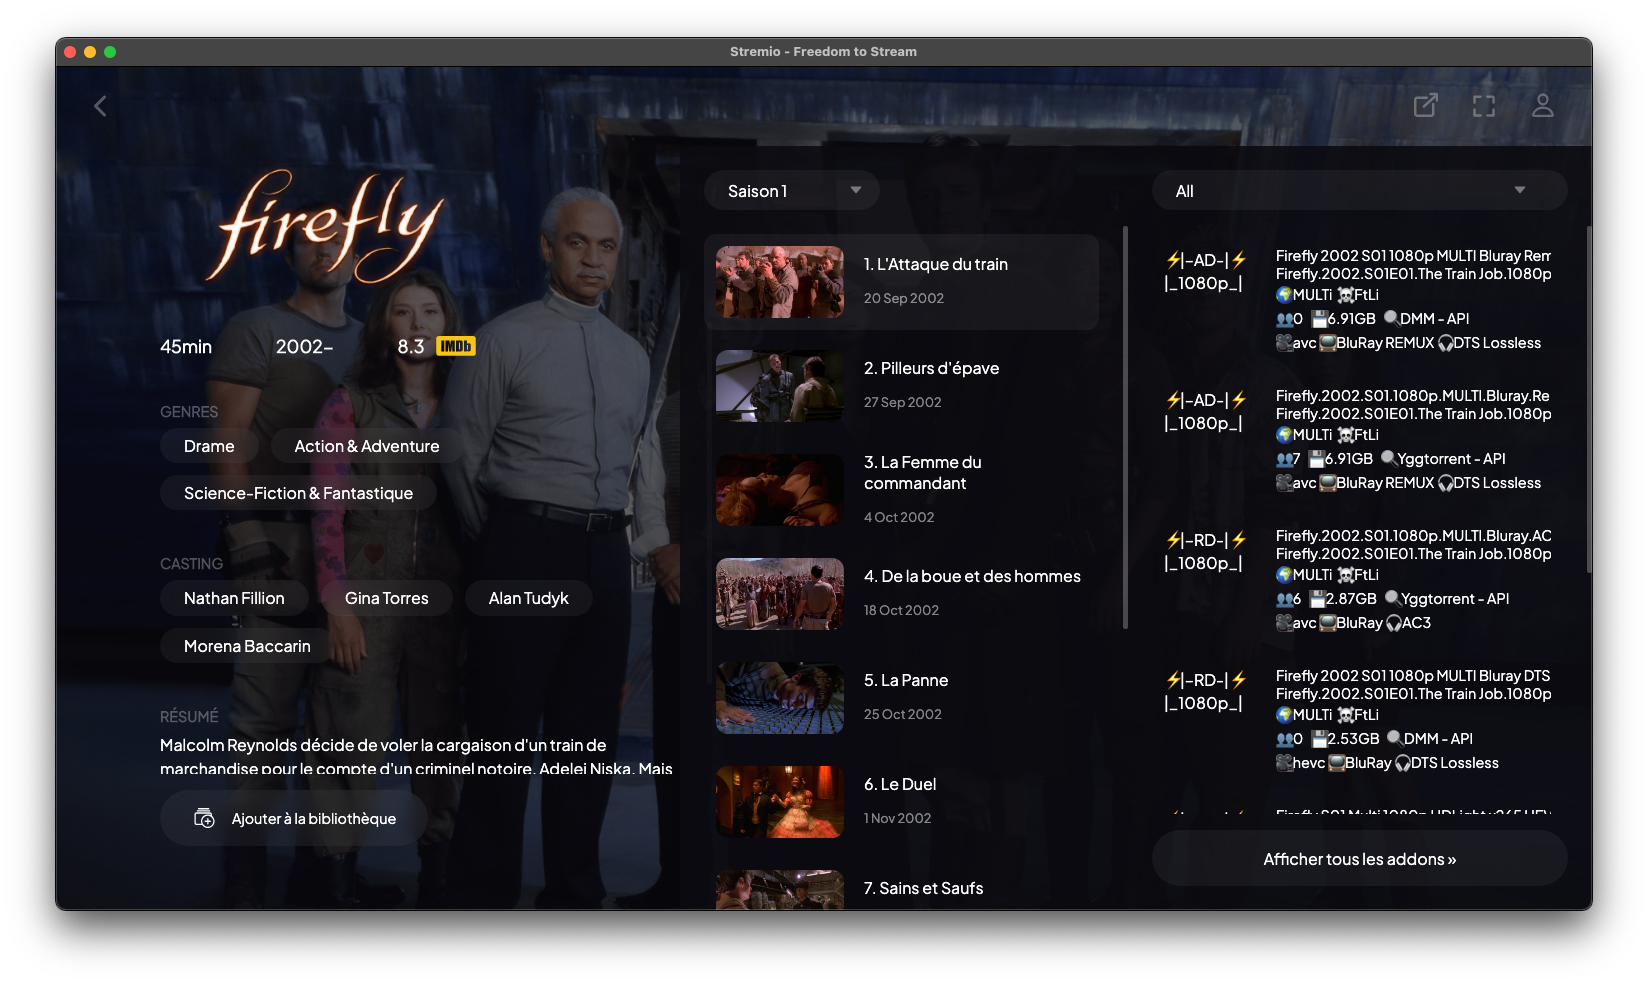 Stremio - Freedom to Stream
firefly
45min 2002– 8.3 IMDb
GENRES
Drame Action & Adventure
Science-Fiction & Fantastique
CASTING
Nathan Fillion Gina Torres Alan Tudyk
Morena Baccarin
RÉSUMÉ
Malcolm Reynolds décide de voler la cargaison d'un train de
marchandise pour le compte d'un criminel notoire, Adelei Niska. Mais
Ajouter à la bibliothèque
Saison 1
1. L'Attaque du train
20 Sep 2002
2. Pilleurs d'épave
27 Sep 2002
3. La Femme du
commandant
4 Oct 2002
4. De la boue et des hommes
18 Oct 2002
5. La Panne
25 Oct 2002
6. Le Duel
1 Nov 2002
7. Sains et Saufs
All
⚡|-AD-|⚡
|_1080p_|
Firefly 2002 S01 1080p MULTI Bluray Rem
Firefly.2002.S01E01.The Train Job.1080p
🌍MULTi ☠FtLi
👥0 💾6.91GB 🔍DMM - API
🎥avc 📺BluRay REMUX 🎧DTS Lossless
⚡|-AD-|⚡
|_1080p_|
Firefly.2002.S01.1080p.MULTI.Bluray.Re
Firefly.2002.S01E01.The Train Job.1080p
🌍MULTi ☠FtLi
👥7 💾6.91GB 🔍Yggtorrent - API
🎥avc 📺BluRay REMUX 🎧DTS Lossless
⚡|-RD-|⚡
|_1080p_|
Firefly.2002.S01.1080p.MULTI.Bluray.AC
Firefly.2002.S01E01.The Train Job.1080p
🌍MULTi ☠FtLi
👥6 💾2.87GB 🔍Yggtorrent - API
🎥avc 📺BluRay 🎧AC3
⚡|-RD-|⚡
|_1080p_|
Firefly 2002 S01 1080p MULTI Bluray DTS
Firefly.2002.S01E01.The Train Job.1080p
🌍MULTi ☠FtLi
👥0 💾2.53GB 🔍DMM - API
🎥hevc 📺BluRay 🎧DTS Lossless
Firefly S01 Multi 1080p HDLight x265 HEV
Afficher tous les addons »